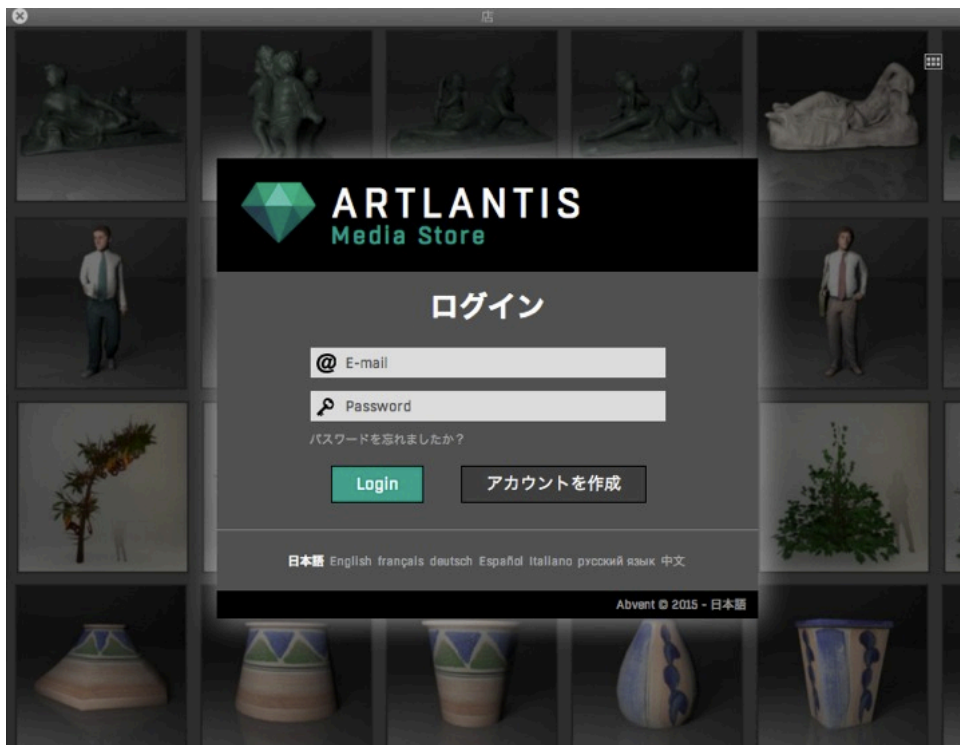 店
ARTLANTIS
Media Store
ログイン
@ E-mail
Password
パスワードを忘れましたか？
Login アカウントを作成
日本語 English français deutsch Español Italiano русский язык 中文
Abvent © 2015 - 日本語